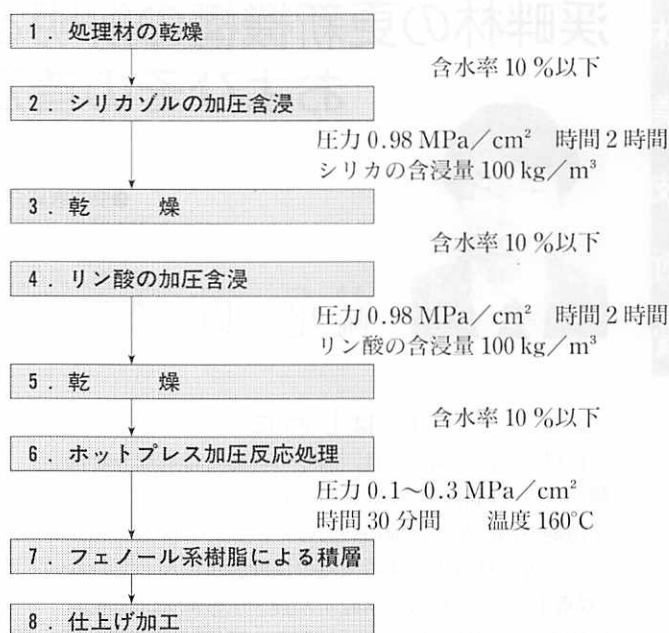 1．処理材の乾燥
含水率 10 %以下
2．シリカゾルの加圧含浸
圧力 0.98 MPa／cm² 時間 2 時間
シリカの含浸量 100 kg／m³
3．乾　　燥
含水率 10 %以下
4．リン酸の加圧含浸
圧力 0.98 MPa／cm² 時間 2 時間
リン酸の含浸量 100 kg／m³
5．乾　　燥
含水率 10 %以下
6．ホットプレス加圧反応処理
圧力 0.1〜0.3 MPa／cm²
時間 30 分間　温度 160°C
7．フェノール系樹脂による積層
8．仕上げ加工